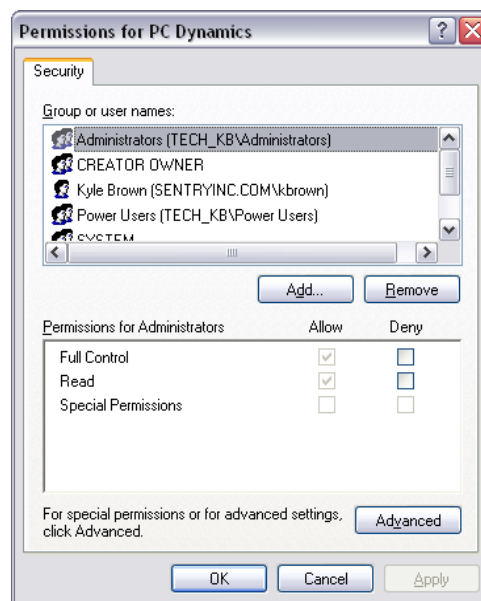 Permissions for PC Dynamics
Security
Group or user names:
Administrators (TECH_KB\Administrators)
CREATOR OWNER
Kyle Brown (SENTRYINC.COM\kbrown)
Power Users (TECH_KB\Power Users)
SYSTEM
Add... Remove
Permissions for Administrators Allow Deny
Full Control
Read
Special Permissions
For special permissions or for advanced settings,
click Advanced.
Advanced
OK Cancel Apply